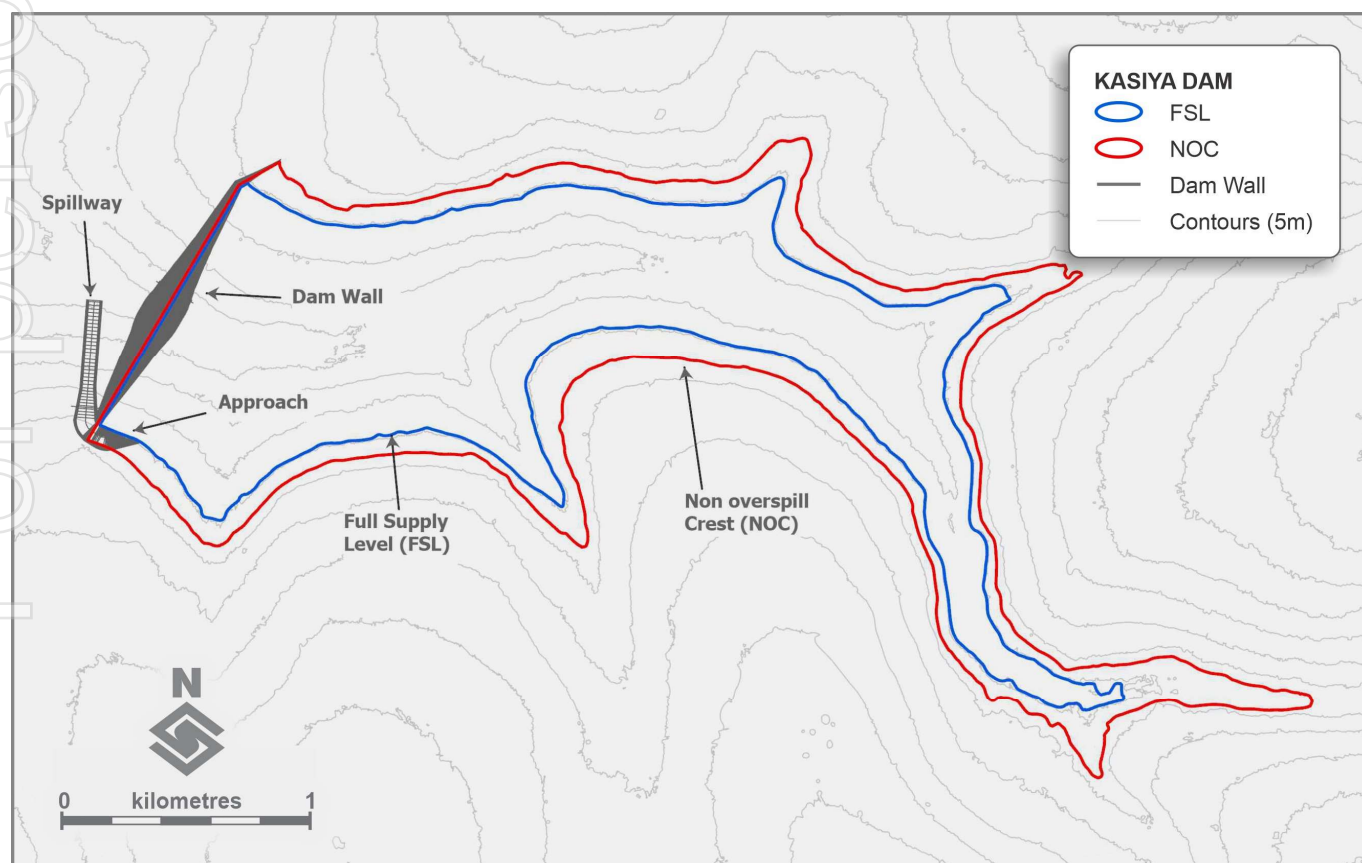 KASIYA DAM
FSL
NOC
Dam Wall
Contours (5m)
Spillway
Dam Wall
Approach
Full Supply
Level (FSL)
Non overspill
Crest (NOC)
N
0 kilometres 1